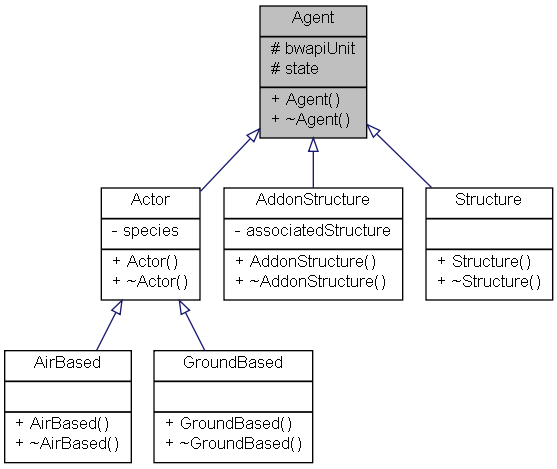 Agent
# bwapiUnit
# state
+ Agent()
+ ~Agent()
Actor
- species
+ Actor()
+ ~Actor()
AddonStructure
- associatedStructure
+ AddonStructure()
+ ~AddonStructure()
Structure
+ Structure()
+ ~Structure()
AirBased
+ AirBased()
+ ~AirBased()
GroundBased
+ GroundBased()
+ ~GroundBased()